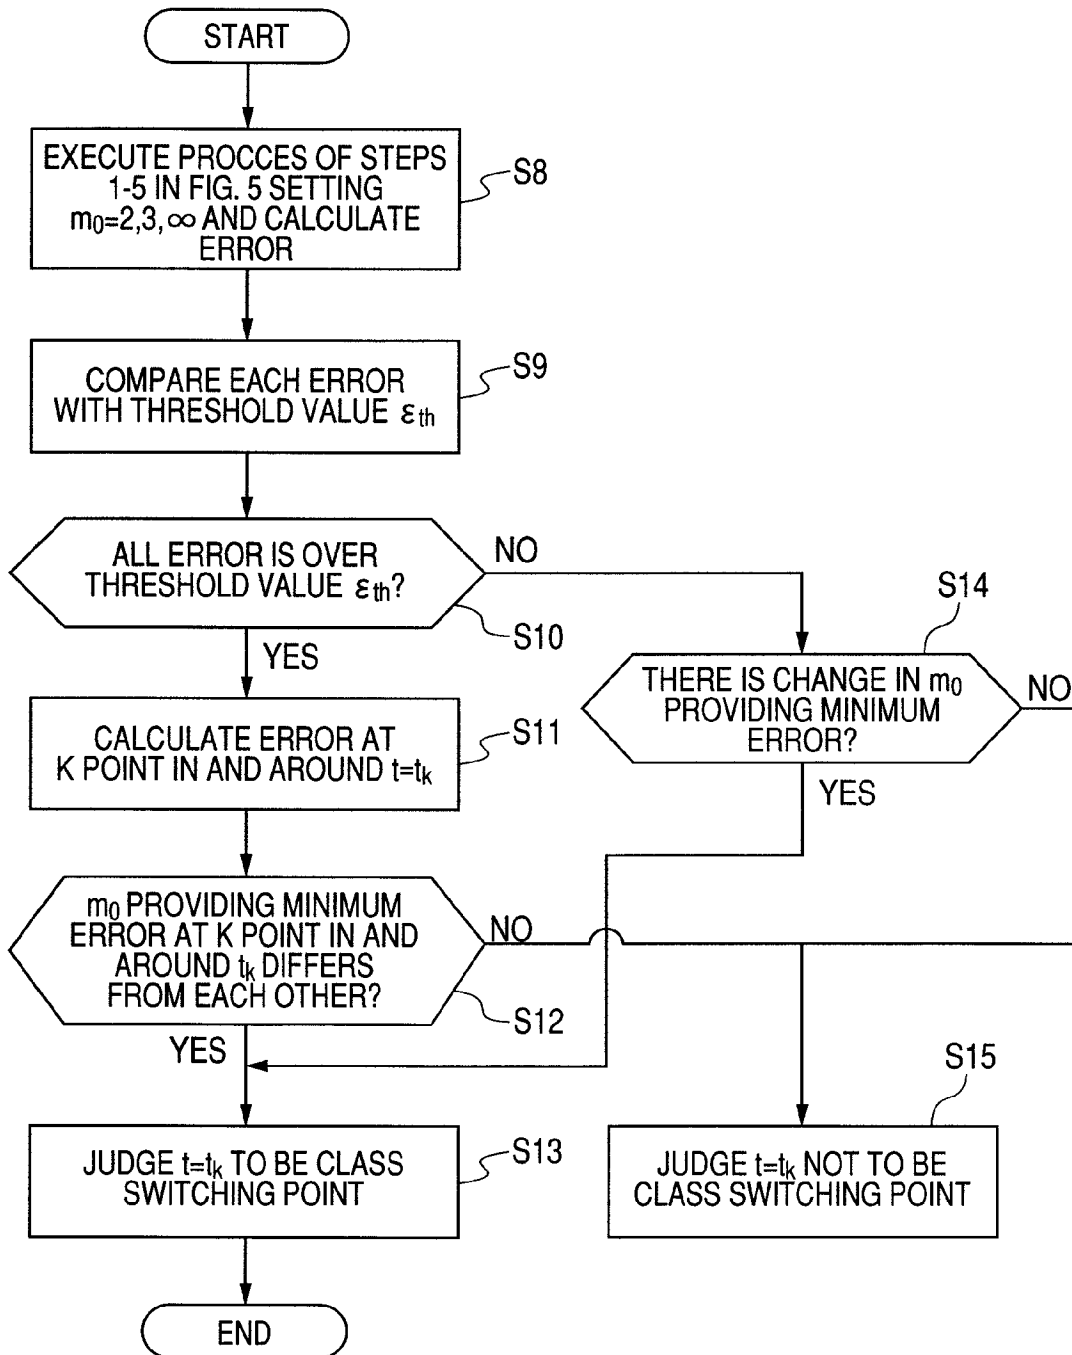 START
EXECUTE PROCCES OF STEPS
1-5 IN FIG. 5 SETTING
m0=2,3,∞ AND CALCULATE
ERROR
S8
COMPARE EACH ERROR
WITH THRESHOLD VALUE εth
S9
ALL ERROR IS OVER
THRESHOLD VALUE εth?
NO
S10
YES
S14
THERE IS CHANGE IN m0
PROVIDING MINIMUM
ERROR?
NO
YES
CALCULATE ERROR AT
K POINT IN AND AROUND t=tk
S11
m0 PROVIDING MINIMUM
ERROR AT K POINT IN AND
AROUND tk DIFFERS
FROM EACH OTHER?
NO
S12
YES
S15
JUDGE t=tk TO BE CLASS
SWITCHING POINT
S13
JUDGE t=tk NOT TO BE
CLASS SWITCHING POINT
END